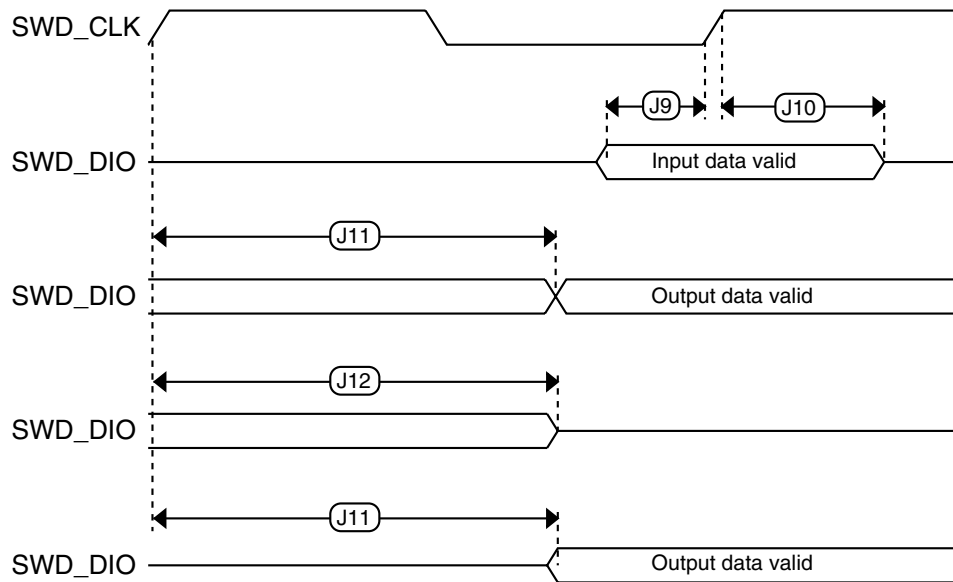 SWD_CLK
J9
J10
SWD_DIO
Input data valid
J11
SWD_DIO
Output data valid
J12
SWD_DIO
J11
SWD_DIO
Output data valid